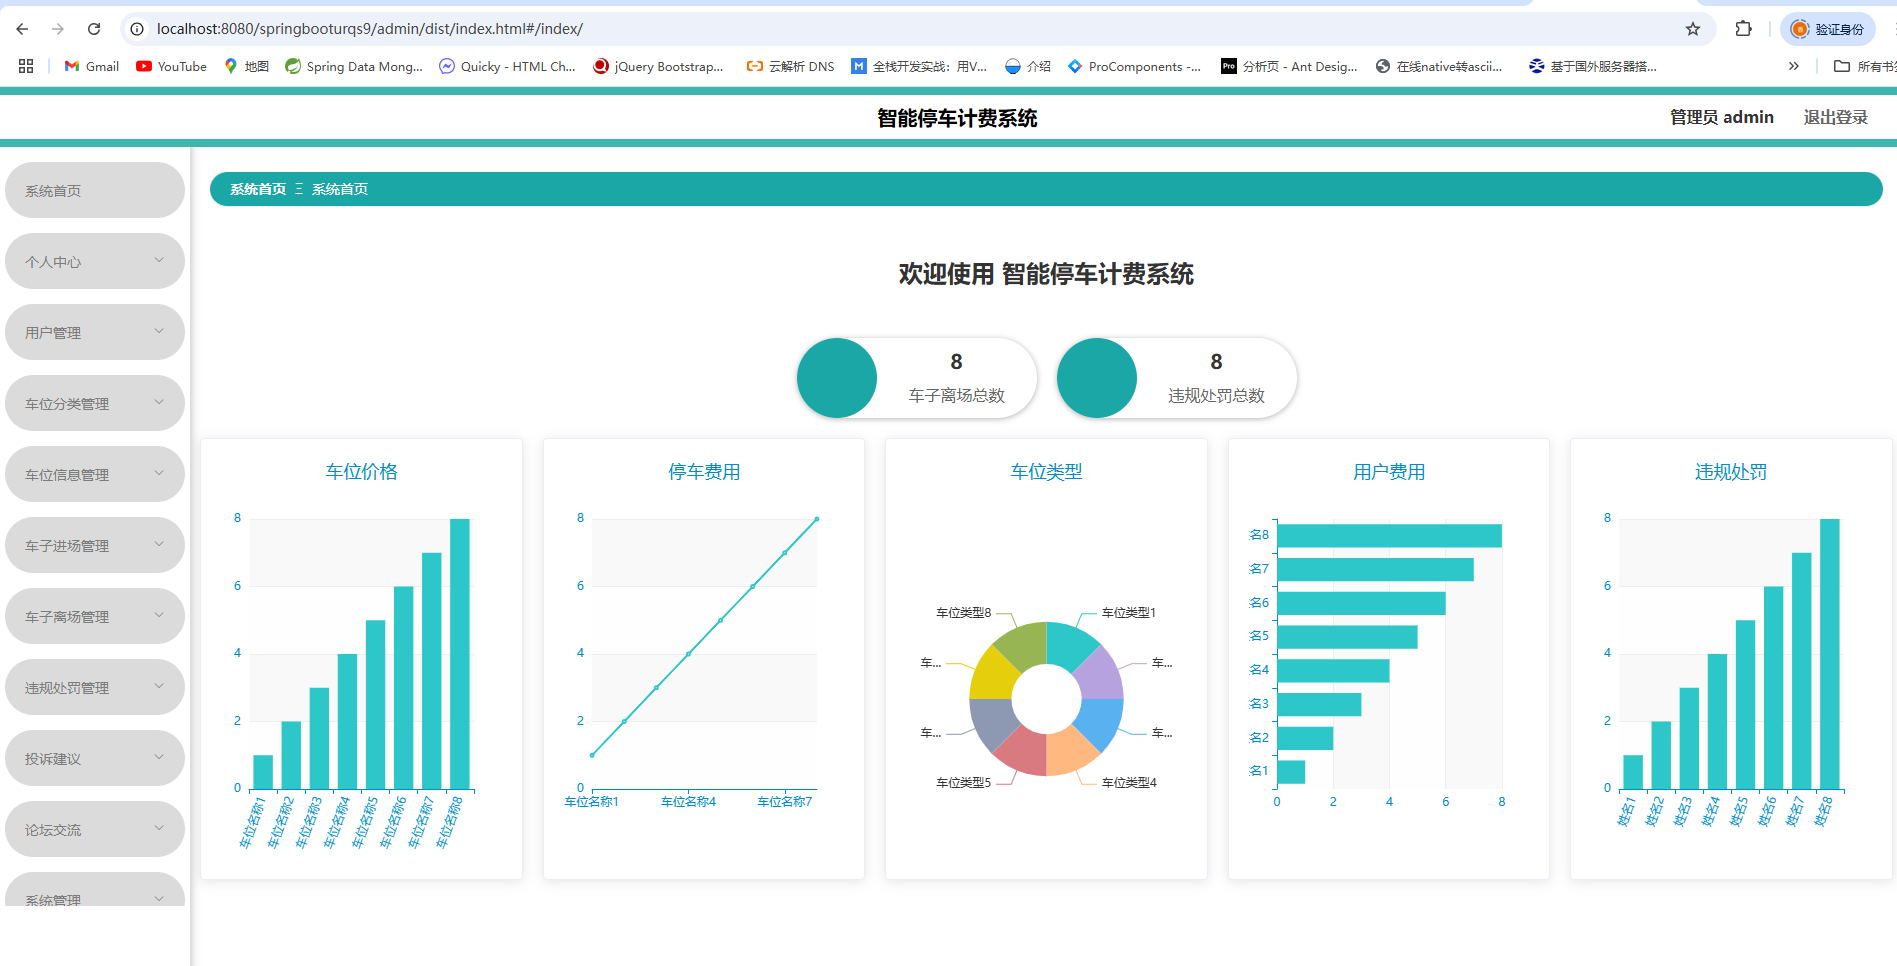 localhost:8080/springbooturqs9/admin/dist/index.html#/index/
验证身份
Gmail
YouTube
地图
Spring Data Mong...
Quicky - HTML Ch...
jQuery Bootstrap...
云解析 DNS
全栈开发实战：用V...
介绍
ProComponents -...
Pro
分析页 - Ant Desig...
在线native转ascii...
基于国外服务器搭...
所有书签
智能停车计费系统
管理员 admin
退出登录
系统首页
个人中心
用户管理
车位分类管理
车位信息管理
车子进场管理
车子离场管理
违规处罚管理
投诉建议
论坛交流
系统管理
系统首页 Ξ 系统首页
欢迎使用 智能停车计费系统
8
车子离场总数
8
违规处罚总数
车位价格
8
6
4
2
0
车位名称1
车位名称2
车位名称3
车位名称4
车位名称5
车位名称6
车位名称7
车位名称8
停车费用
8
6
4
2
0
车位名称1
车位名称4
车位名称7
车位类型
车位类型8
车位类型1
车...
车...
车...
车...
车位类型5
车位类型4
用户费用
名8
名7
名6
名5
名4
名3
名2
名1
0
2
4
6
8
违规处罚
8
6
4
2
0
姓名1
姓名2
姓名3
姓名4
姓名5
姓名6
姓名7
姓名8